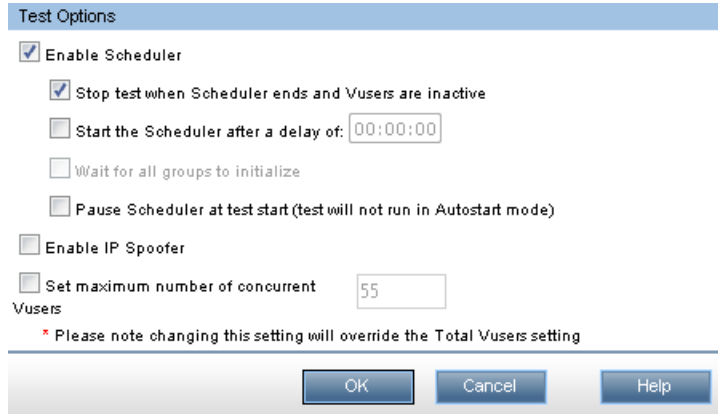 Test Options
Enable Scheduler
Stop test when Scheduler ends and Vusers are inactive
Start the Scheduler after a delay of: 00:00:00
Wait for all groups to initialize
Pause Scheduler at test start (test will not run in Autostart mode)
Enable IP Spoofer
Set maximum number of concurrent 55
Vusers
* Please note changing this setting will override the Total Vusers setting
OK Cancel Help